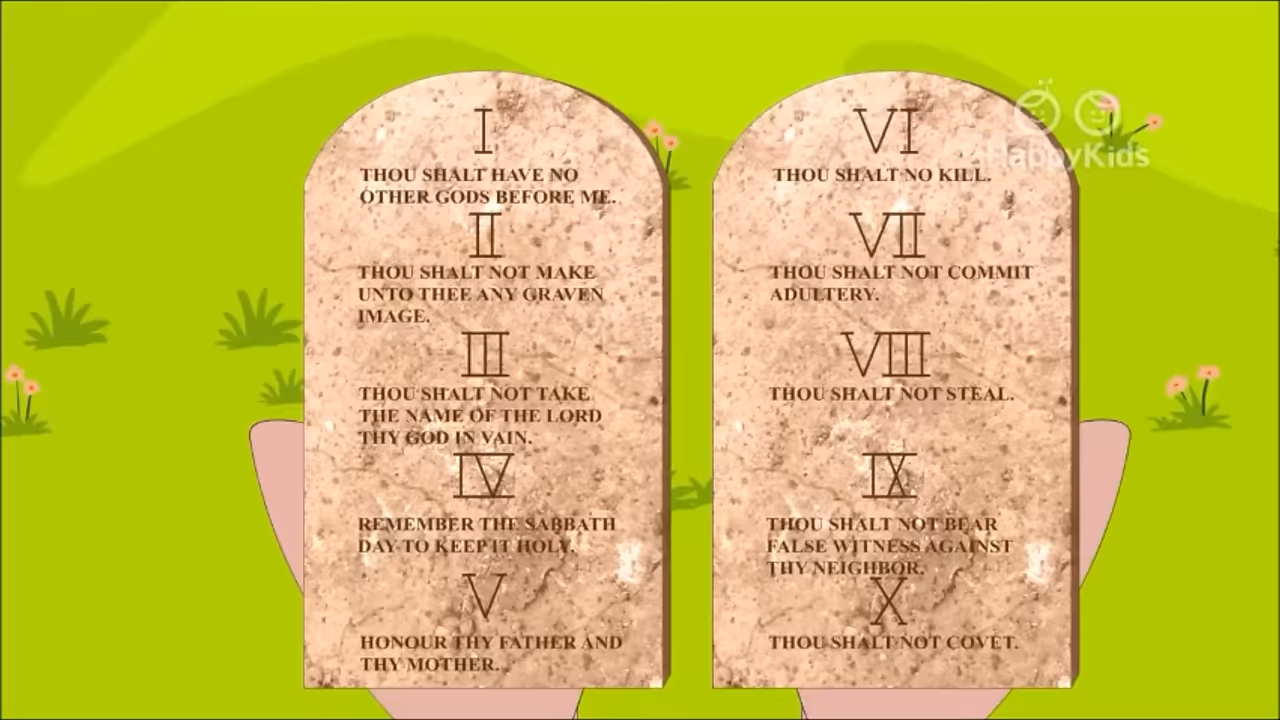 I
THOU SHALT HAVE NO
OTHER GODS BEFORE ME.
II
THOU SHALT NOT MAKE
UNTO THEE ANY GRAVEN
IMAGE.
III
THOU SHALT NOT TAKE
THE NAME OF THE LORD
THY GOD IN VAIN.
IV
REMEMBER THE SABBATH
DAY TO KEEP IT HOLY.
V
HONOUR THY FATHER AND
THY MOTHER.
VI
THOU SHALT NO KILL.
VII
THOU SHALT NOT COMMIT
ADULTERY.
VIII
THOU SHALT NOT STEAL.
IX
THOU SHALT NOT BEAR
FALSE WITNESS AGAINST
THY NEIGHBOR.
X
THOU SHALT NOT COVET.
HappyKids